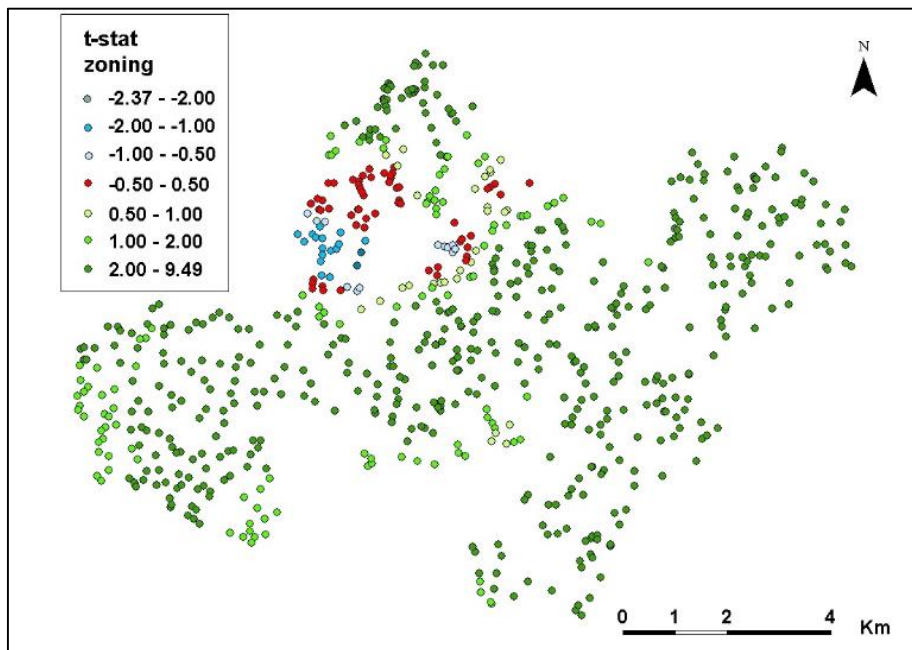 t-stat
zoning
-2.37 - -2.00
-2.00 - -1.00
-1.00 - -0.50
-0.50 - 0.50
0.50 - 1.00
1.00 - 2.00
2.00 - 9.49
N
0 1 2 4 Km